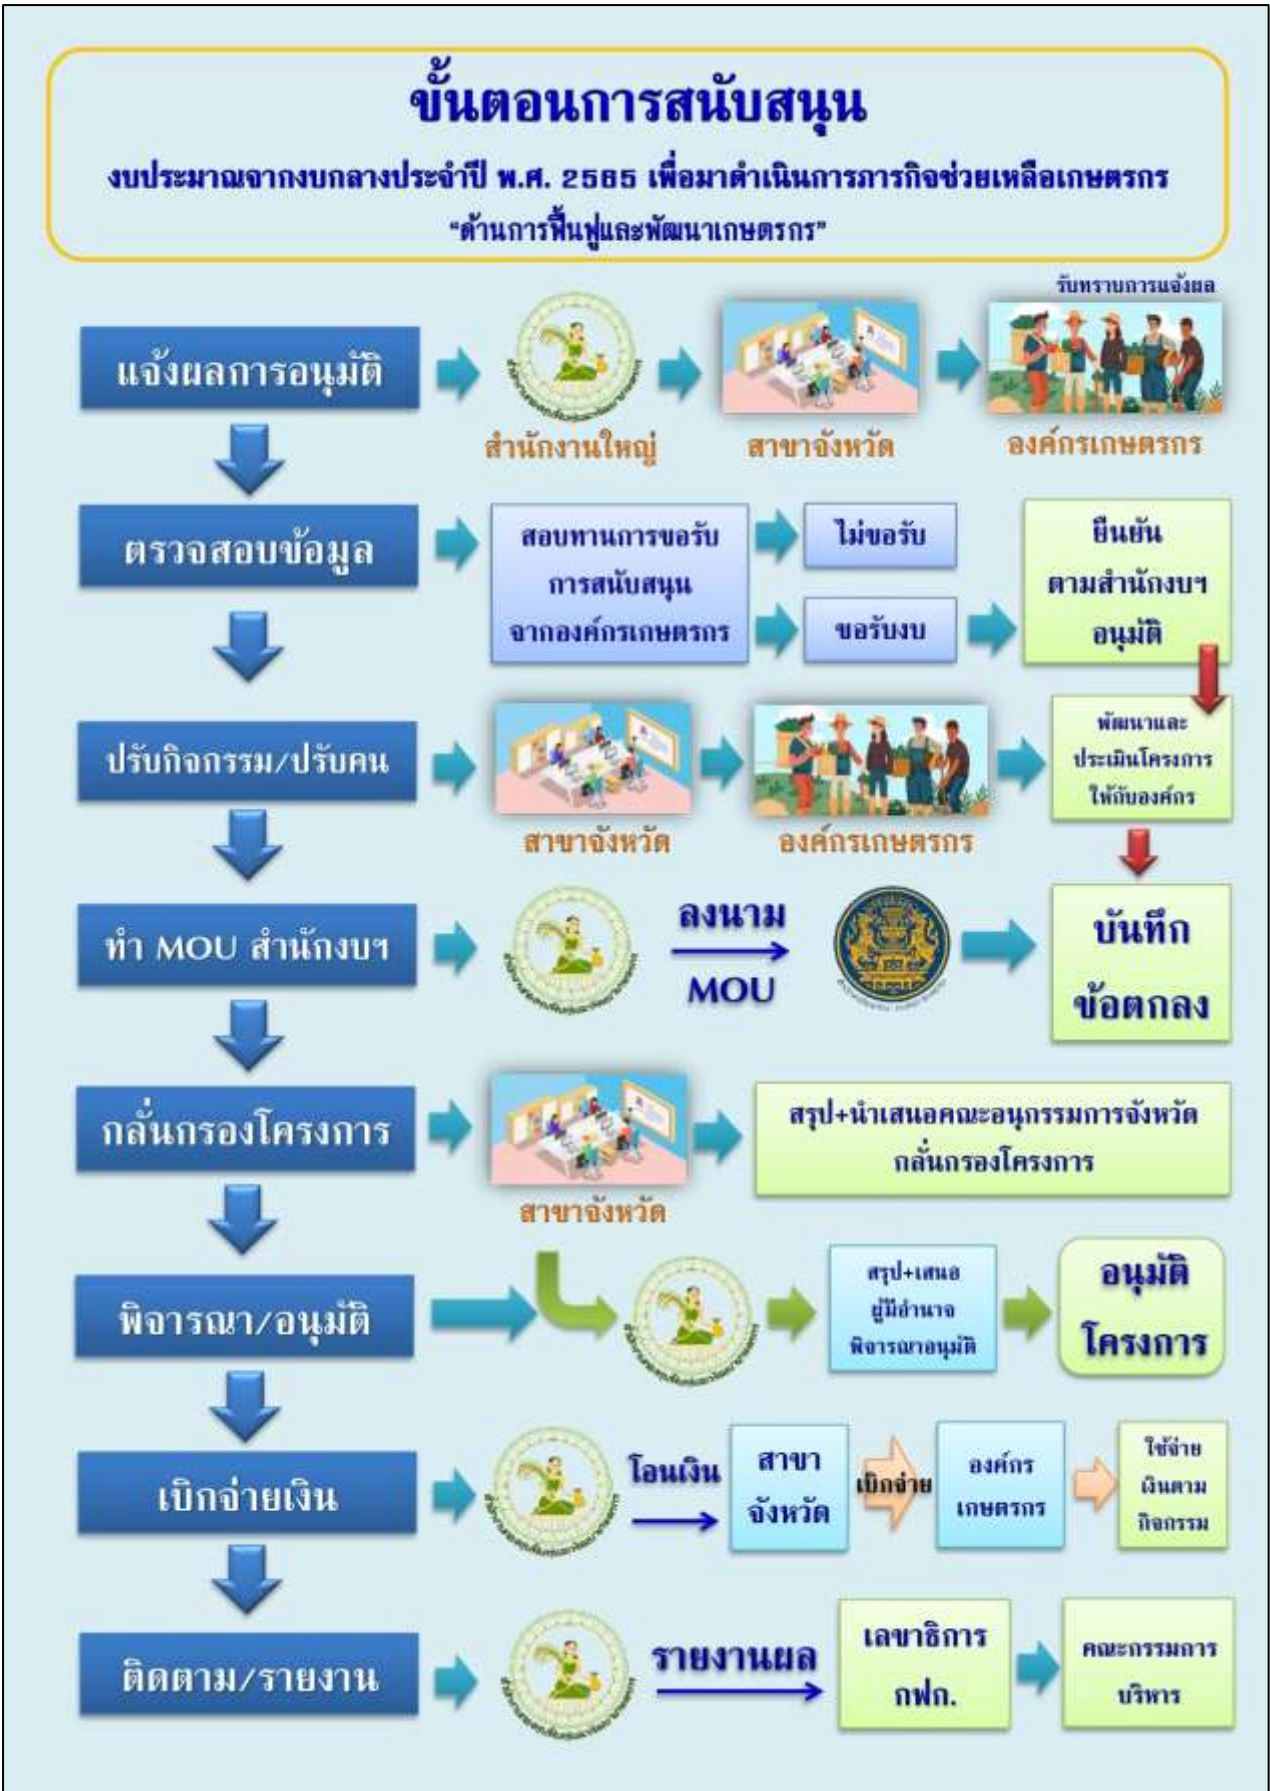 ขั้นตอนการสนับสนุน
งบประมาณจากงบกลางประจำปี พ.ศ. 2565 เพื่อมาดำเนินการภารกิจช่วยเหลือเกษตรกร
“ด้านการฟื้นฟูและพัฒนาเกษตรกร”
รับทราบการแจ้งผล
แจ้งผลการอนุมัติ
สำนักงานใหญ่
สาขาจังหวัด
องค์กรเกษตรกร
ตรวจสอบข้อมูล
สอบทานการขอรับ
การสนับสนุน
จากองค์กรเกษตรกร
ไม่ขอรับ
ขอรับงบ
ยืนยัน
ตามสำนักงบฯ
อนุมัติ
ปรับกิจกรรม/ปรับคน
สาขาจังหวัด
องค์กรเกษตรกร
พัฒนาและ
ประเมินโครงการ
ให้กับองค์กร
ทำ MOU สำนักงบฯ
ลงนาม
MOU
บันทึก
ข้อตกลง
กลั่นกรองโครงการ
สาขาจังหวัด
สรุป+นำเสนอคณะอนุกรรมการจังหวัด
กลั่นกรองโครงการ
พิจารณา/อนุมัติ
สรุป+เสนอ
ผู้มีอำนาจ
พิจารณาอนุมัติ
อนุมัติ
โครงการ
เบิกจ่ายเงิน
โอนเงิน
สาขา
จังหวัด
เบิกจ่าย
องค์กร
เกษตรกร
ใช้จ่าย
เงินตาม
กิจกรรม
ติดตาม/รายงาน
รายงานผล
เลขาธิการ
กฟก.
คณะกรรมการ
บริหาร